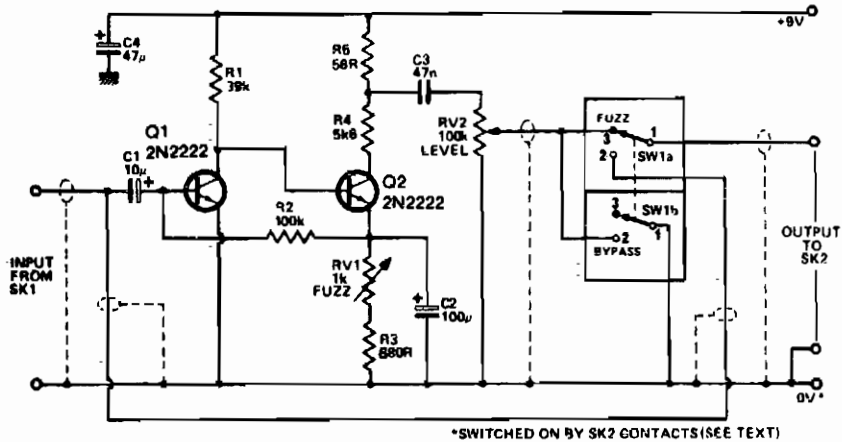 +9V
C4
47µ
R1
39k
R5
56R
R4
5k6
C3
47n
RV2
100k
LEVEL
FUZZ
3
1
2
SW1a
3
SW1b
1
2
BYPASS
Q1
2N2222
C1
10µ
Q2
2N2222
R2
100k
RV1
1k
FUZZ
C2
100µ
R3
680R
INPUT
FROM
SK1
OUTPUT
TO
SK2
0V*
*SWITCHED ON BY SK2 CONTACTS (SEE TEXT)